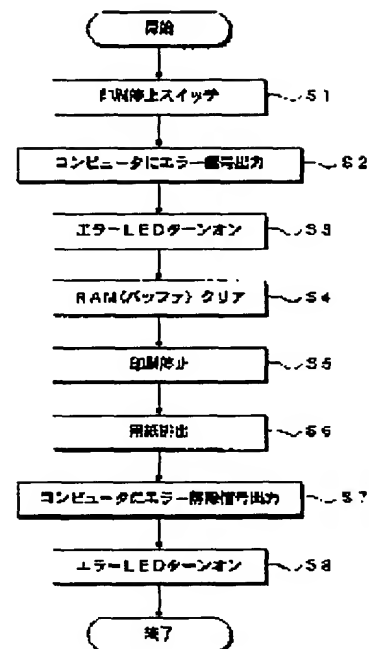 開始
印刷停止スイッチ
S1
コンピュータにエラー信号出力
S2
エラーLEDターンオン
S3
RAM(バッファ)クリア
S4
印刷停止
S5
用紙排出
S6
コンピュータにエラー解除信号出力
S7
エラーLEDターンオン
S8
終了